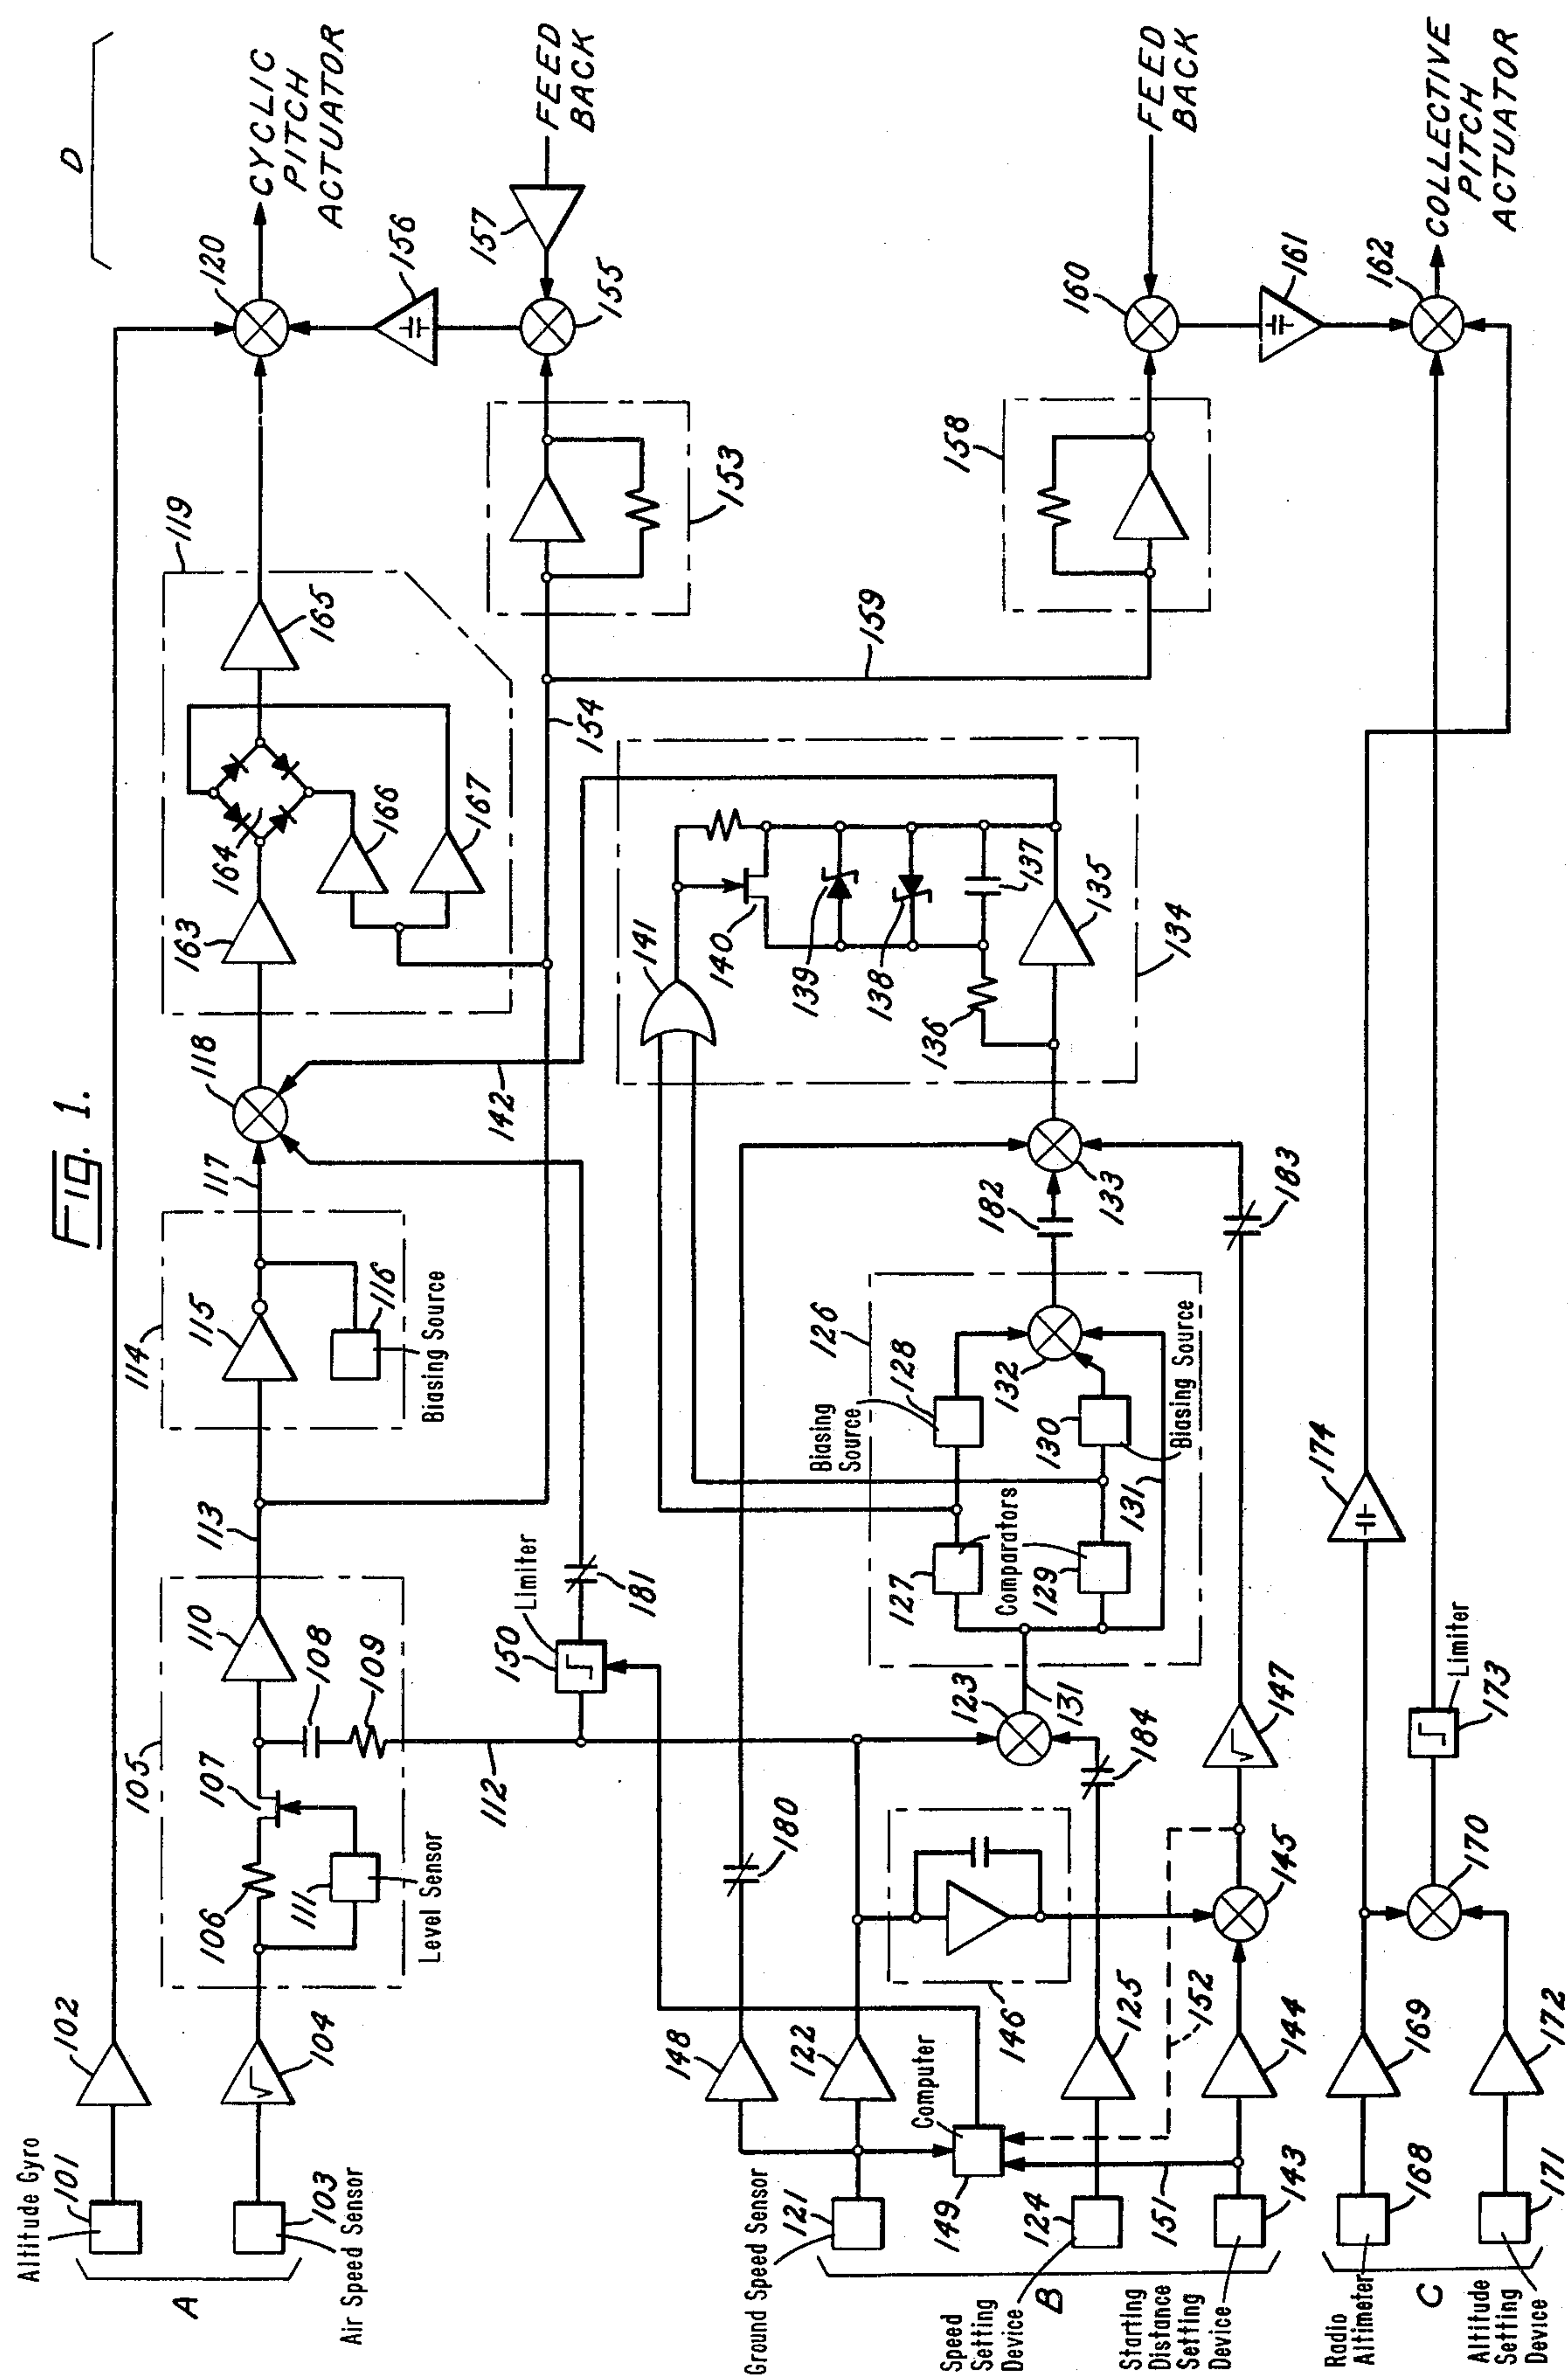 Fig. 1.
Altitude Gyro
101
102
A
103
Air Speed Sensor
104
105
106
107
111
Level Sensor
108
109
110
112
113
114
115
116
Biasing Source
117
118
119
163
164
165
166
167
120
D
CYCLIC
PITCH
ACTUATOR
156
157
FEED
BACK
155
153
154
142
150
Limiter
181
Ground Speed Sensor
121
148
122
Computer
149
180
146
B
Speed
Setting
Device
124
125
184
123
131
126
127
Comparators
129
Biasing
Source
128
130
Biasing Source
131
132
182
133
183
134
135
136
137
138
139
140
141
159
158
160
FEED
BACK
161
162
COLLECTIVE
PITCH
ACTUATOR
Starting
Distance
Setting
Device
143
144
145
147
151
152
C
Radio
Altimeter
168
169
170
Altitude
Setting
Device
171
172
173
Limiter
174